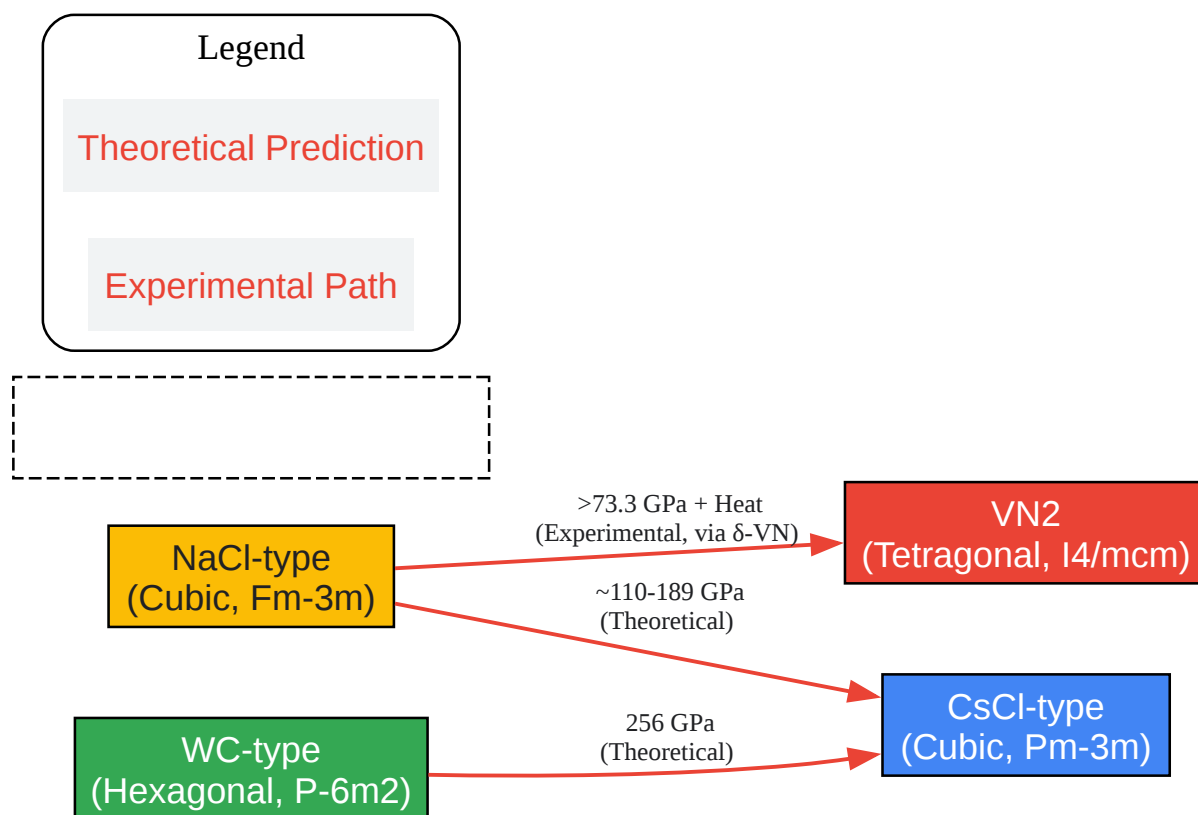 Legend
Theoretical Prediction
Experimental Path
>73.3 GPa + Heat
(Experimental, via δ-VN)
VN2
(Tetragonal, I4/mcm)
NaCl-type
(Cubic, Fm-3m)
~110-189 GPa
(Theoretical)
CsCl-type
(Cubic, Pm-3m)
256 GPa
(Theoretical)
WC-type
(Hexagonal, P-6m2)